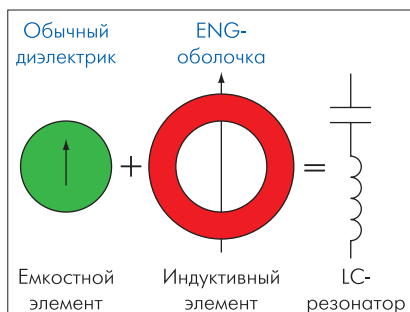 Обычный
диэлектрик
ENG-
оболочка
+
=
Емкостной
элемент
Индуктивный
элемент
LC-
резонатор